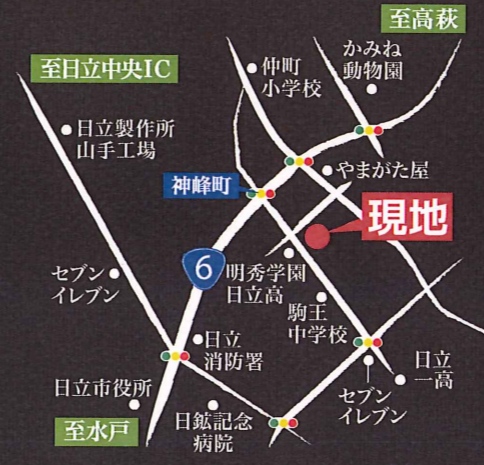 至高萩
至日立中央IC
仲町
小学校
かみね
動物園
日立製作所
山手工場
やまがた屋
神峰町
現地
6
明秀学園
日立高
セブン
イレブン
駒王
中学校
日立
消防署
日立
一高
セブン
イレブン
日立市役所
日鉱記念
病院
至水戸